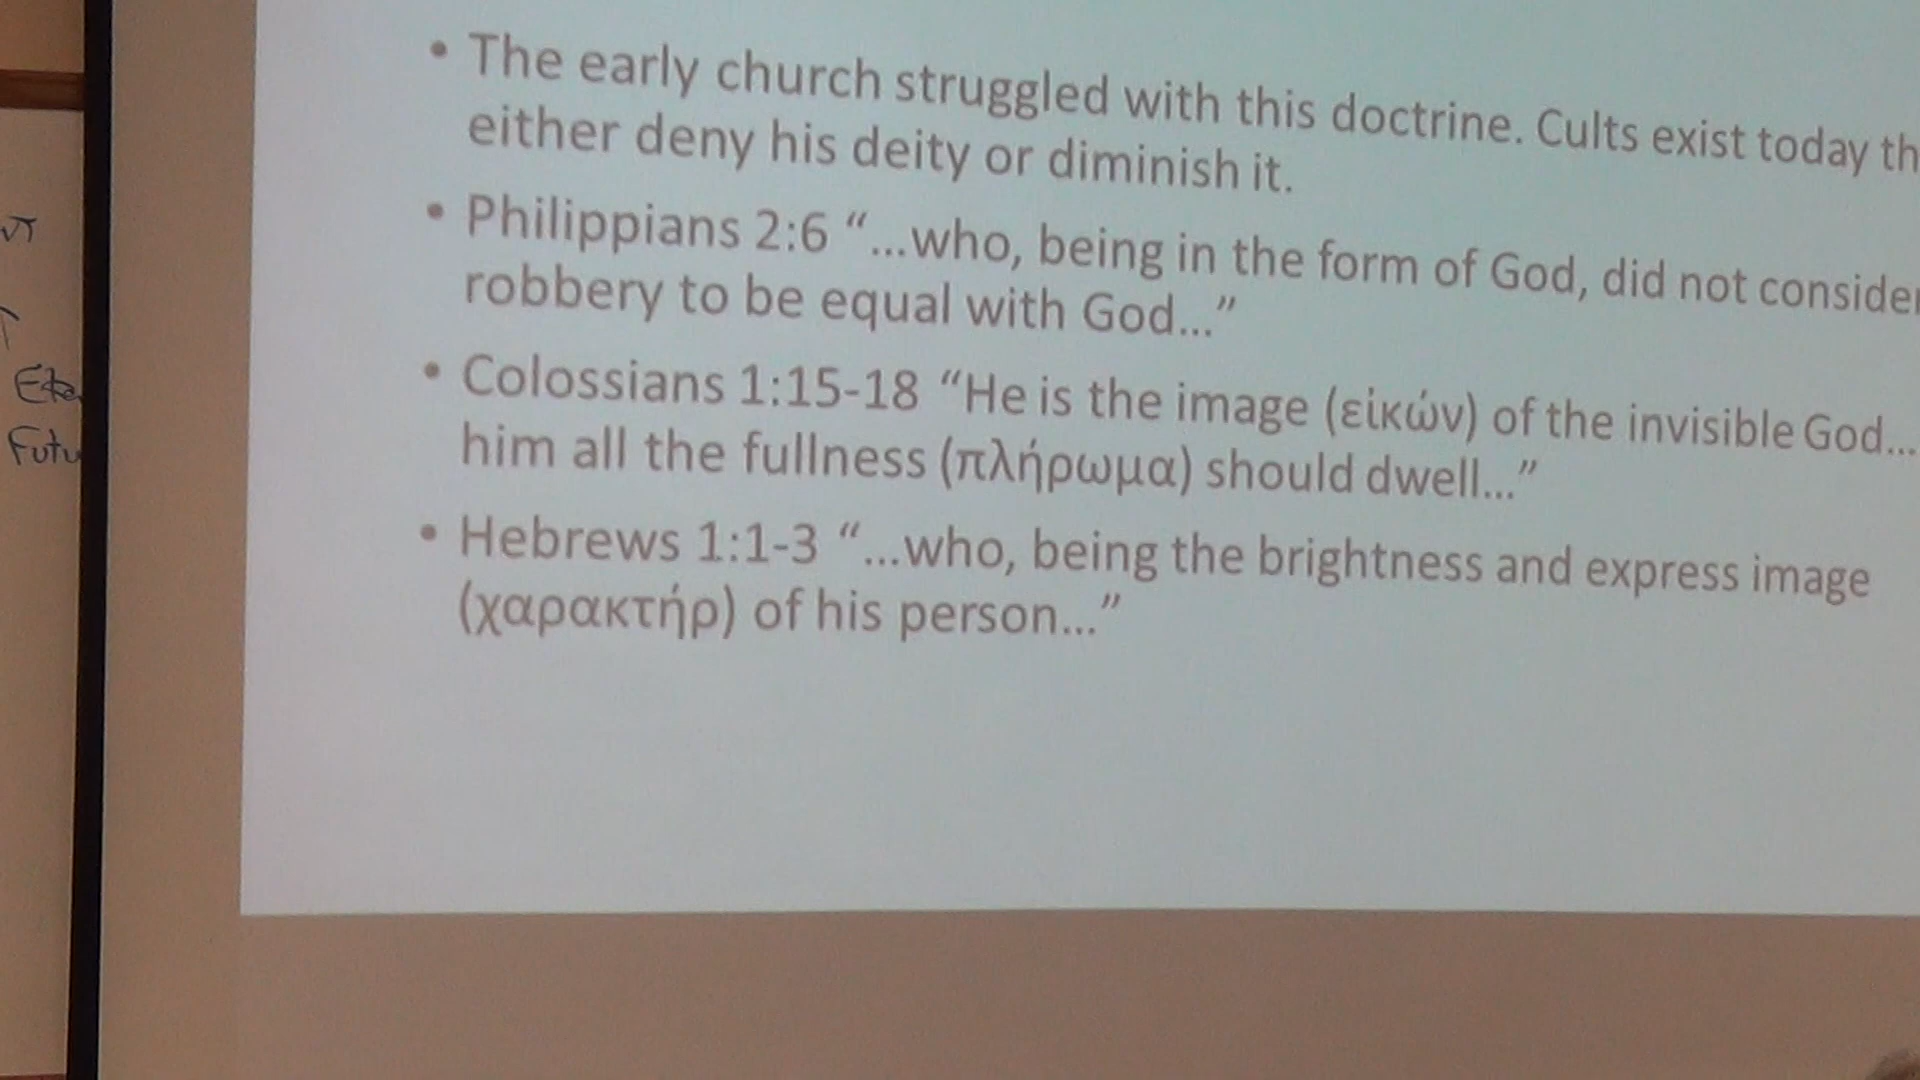 • The early church struggled with this doctrine. Cults exist today th
either deny his deity or diminish it.
• Philippians 2:6 “...who, being in the form of God, did not consider
robbery to be equal with God...”
• Colossians 1:15-18 “He is the image (εἰκών) of the invisible God...
him all the fullness (πλήρωμα) should dwell...”
• Hebrews 1:1-3 “...who, being the brightness and express image
(χαρακτήρ) of his person...”
Futu